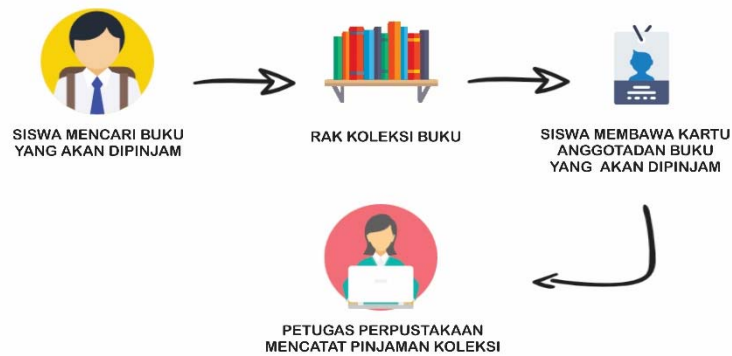 SISWA MENCARI BUKU
YANG AKAN DIPINJAM
RAK KOLEKSI BUKU
SISWA MEMBAWA KARTU
ANGGOTADAN BUKU
YANG AKAN DIPINJAM
PETUGAS PERPUSTAKAAN
MENCATAT PINJAMAN KOLEKSI